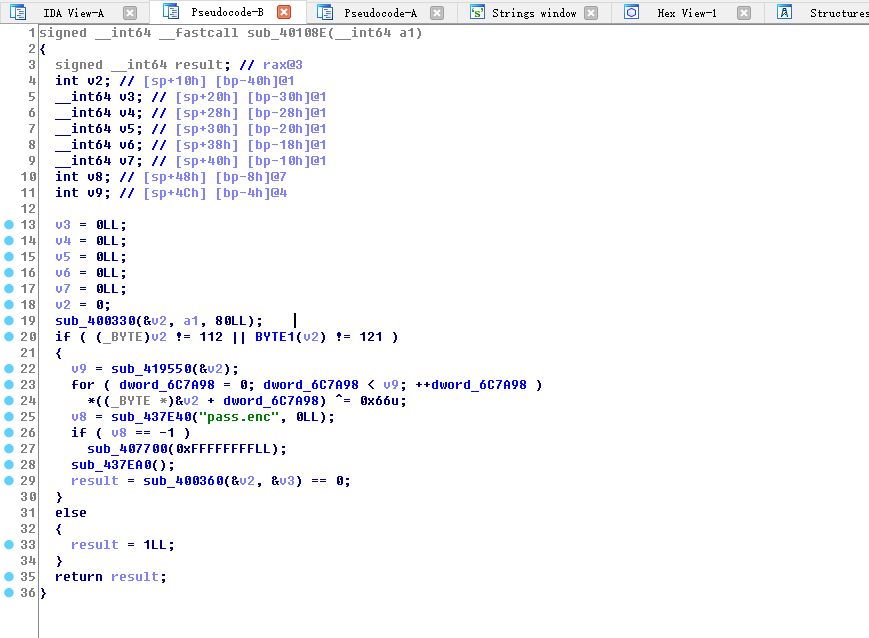 IDA View-A Pseudocode-B Pseudocode-A Strings window Hex View-1 Structures
1 signed __int64 __fastcall sub_40108E(__int64 a1)
2 {
3 signed __int64 result; // rax@3
4 int v2; // [sp+10h] [bp-40h]@1
5 __int64 v3; // [sp+20h] [bp-30h]@1
6 __int64 v4; // [sp+28h] [bp-28h]@1
7 __int64 v5; // [sp+30h] [bp-20h]@1
8 __int64 v6; // [sp+38h] [bp-18h]@1
9 __int64 v7; // [sp+40h] [bp-10h]@1
10 int v8; // [sp+48h] [bp-8h]@7
11 int v9; // [sp+4Ch] [bp-4h]@4
12
13 v3 = 0LL;
14 v4 = 0LL;
15 v5 = 0LL;
16 v6 = 0LL;
17 v7 = 0LL;
18 v2 = 0;
19 sub_400330(&v2, a1, 80LL);
20 if ( (_BYTE)v2 != 112 || BYTE1(v2) != 121 )
21 {
22 v9 = sub_419550(&v2);
23 for ( dword_6C7A98 = 0; dword_6C7A98 < v9; ++dword_6C7A98 )
24 *((_BYTE *)&v2 + dword_6C7A98) ^= 0x66u;
25 v8 = sub_437E40("pass.enc", 0LL);
26 if ( v8 == -1 )
27 sub_407700(0xFFFFFFFFLL);
28 sub_437EA0();
29 result = sub_400360(&v2, &v3) == 0;
30 }
31 else
32 {
33 result = 1LL;
34 }
35 return result;
36 }